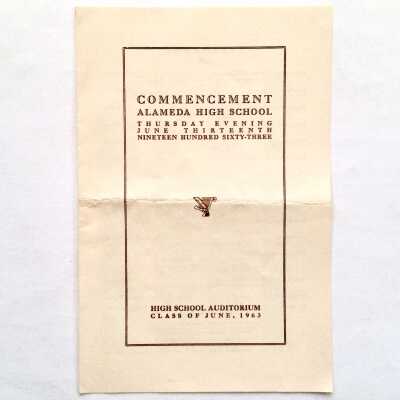 COMMENCEMENT
ALAMEDA HIGH SCHOOL
THURSDAY EVENING
JUNE THIRTEENTH
NINETEEN HUNDRED SIXTY-THREE
HIGH SCHOOL AUDITORIUM
CLASS OF JUNE, 1963